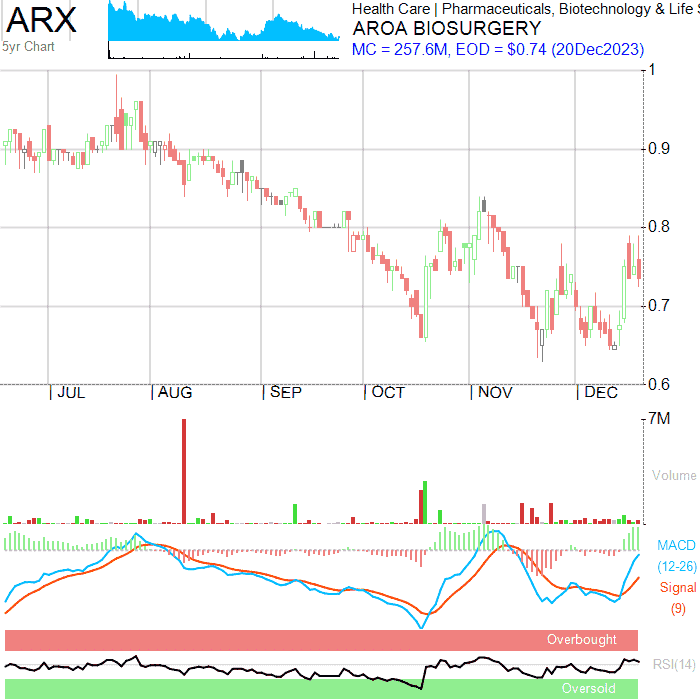 ARX
5yr Chart
Health Care | Pharmaceuticals, Biotechnology & Life S
AROA BIOSURGERY
MC = 257.6M, EOD = $0.74 (20Dec2023)
1
0.9
0.8
0.7
0.6
JUL AUG SEP OCT NOV DEC
7M
Volume
MACD
(12-26)
Signal
(9)
Overbought
RSI(14)
Oversold